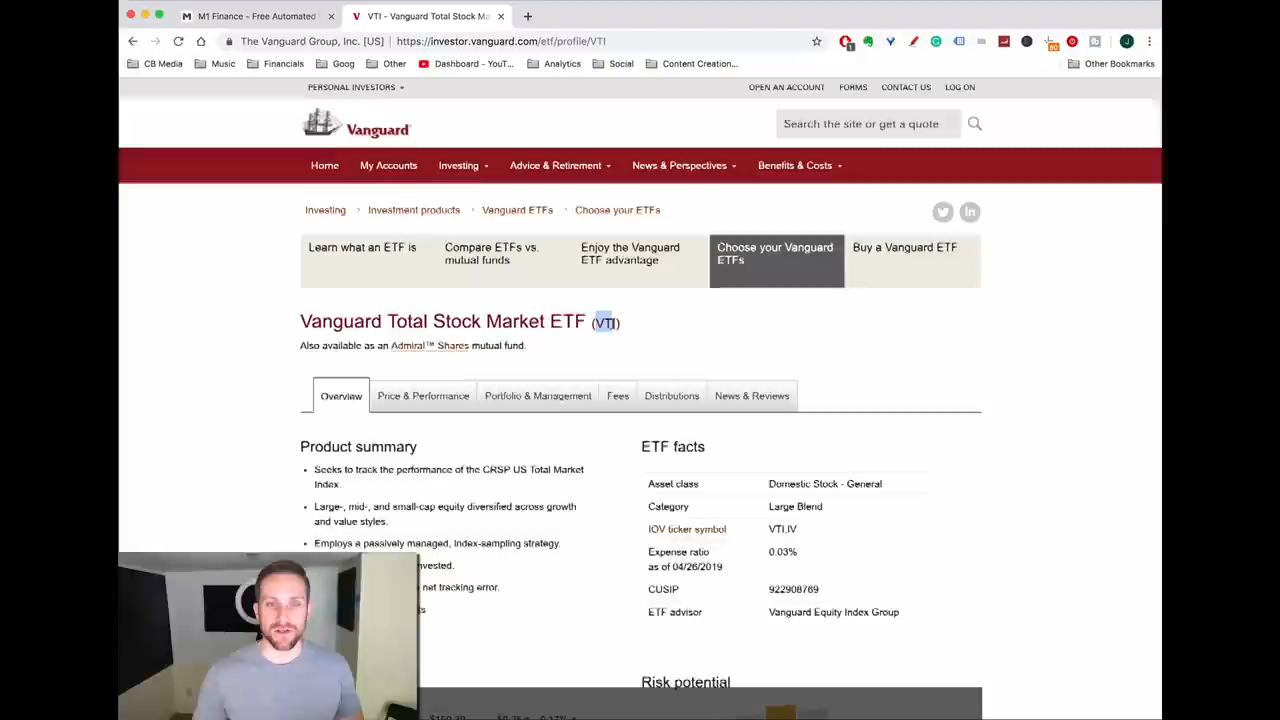 M1 Finance - Free Automated
VTI - Vanguard Total Stock Mar
The Vanguard Group, Inc. [US]
https://investor.vanguard.com/etf/profile/VTI
CB Media
Music
Financials
Goog
Other
Dashboard - YouT...
Analytics
Social
Content Creation...
Other Bookmarks
PERSONAL INVESTORS
OPEN AN ACCOUNT
FORMS
CONTACT US
LOG ON
Vanguard
Search the site or get a quote
Home
My Accounts
Investing
Advice & Retirement
News & Perspectives
Benefits & Costs
Investing
Investment products
Vanguard ETFs
Choose your ETFs
Learn what an ETF is
Compare ETFs vs.
mutual funds
Enjoy the Vanguard
ETF advantage
Choose your Vanguard
ETFs
Buy a Vanguard ETF
Vanguard Total Stock Market ETF (VTI)
Also available as an Admiral™ Shares mutual fund.
Overview
Price & Performance
Portfolio & Management
Fees
Distributions
News & Reviews
Product summary
Seeks to track the performance of the CRSP US Total Market
Index.
Large-, mid-, and small-cap equity diversified across growth
and value styles.
Employs a passively managed, index-sampling strategy.
net tracking error.
ETF facts
Asset class Domestic Stock - General
Category Large Blend
IOV ticker symbol VTI.IV
Expense ratio 0.03%
as of 04/26/2019
CUSIP 922908769
ETF advisor Vanguard Equity Index Group
Risk potential